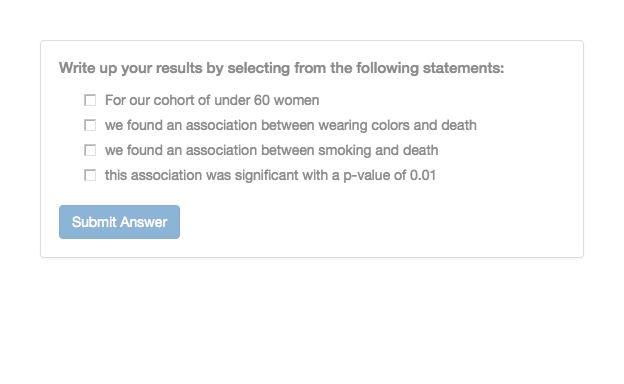 Write up your results by selecting from the following statements:
For our cohort of under 60 women
we found an association between wearing colors and death
we found an association between smoking and death
this association was significant with a p-value of 0.01
Submit Answer